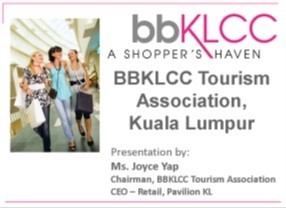 bbKLCC
A SHOPPER'S HAVEN
BBKLCC Tourism
Association,
Kuala Lumpur
Presentation by:
Ms. Joyce Yap
Chairman, BBKLCC Tourism Association
CEO – Retail, Pavilion KL